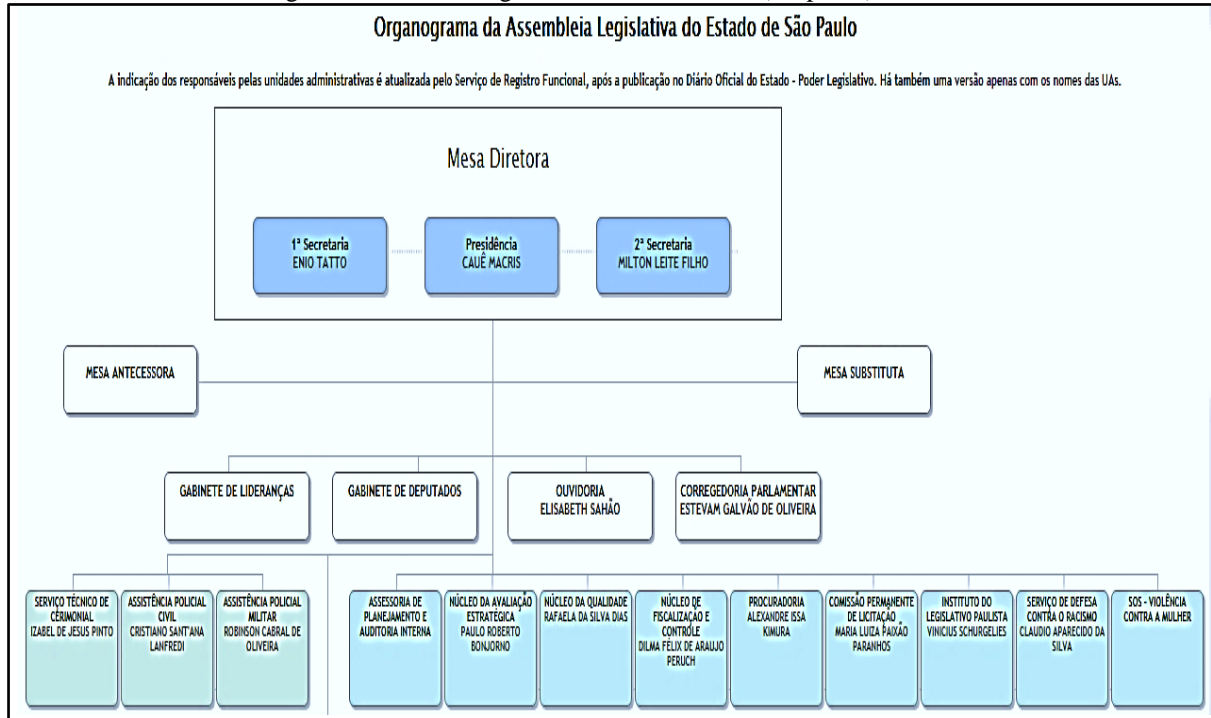 Organograma da Assembleia Legislativa do Estado de São Paulo
A indicação dos responsáveis pelas unidades administrativas é atualizada pelo Serviço de Registro Funcional, após a publicação no Diário Oficial do Estado - Poder Legislativo. Há também uma versão apenas com os nomes das UAs.
Mesa Diretora
1ª Secretaria
ENIO TATTO
Presidência
CAUÊ MACRIS
2ª Secretaria
MILTON LEITE FILHO
MESA ANTECESSORA
MESA SUBSTITUTA
GABINETE DE LIDERANÇAS
GABINETE DE DEPUTADOS
OUVIDORIA
ELISABETH SAHÃO
CORREGEDORIA PARLAMENTAR
ESTEVAM GALVÃO DE OLIVEIRA
SERVIÇO TÉCNICO DE
CERIMONIAL
IZABEL DE JESUS PINTO
ASSISTÊNCIA POLICIAL
CIVIL
CRISTIANO SANT'ANA
LANFREDI
ASSISTÊNCIA POLICIAL
MILITAR
ROBINSON CABRAL DE
OLIVEIRA
ASSESSORIA DE
PLANEJAMENTO E
AUDITORIA INTERNA
NÚCLEO DA AVALIAÇÃO
ESTRATÉGICA
PAULO ROBERTO
BONJORNO
NÚCLEO DA QUALIDADE
RAFAELA DA SILVA DIAS
NÚCLEO DE
FISCALIZAÇÃO E
CONTRÔLE
DILMA FÉLIX DE ARAUJO
PERUCH
PROCURADORIA
ALEXANDRE ISSA
KIMURA
COMISSÃO PERMANENTE
DE LICITAÇÃO
MARIA LUIZA PAIXÃO
PARANHOS
INSTITUTO DO
LEGISLATIVO PAULISTA
VINICIUS SCHURGELIES
SERVIÇO DE DEFESA
CONTRA O RACISMO
CLAUDIO APARECIDO DA
SILVA
SOS - VIOLÊNCIA
CONTRA A MULHER